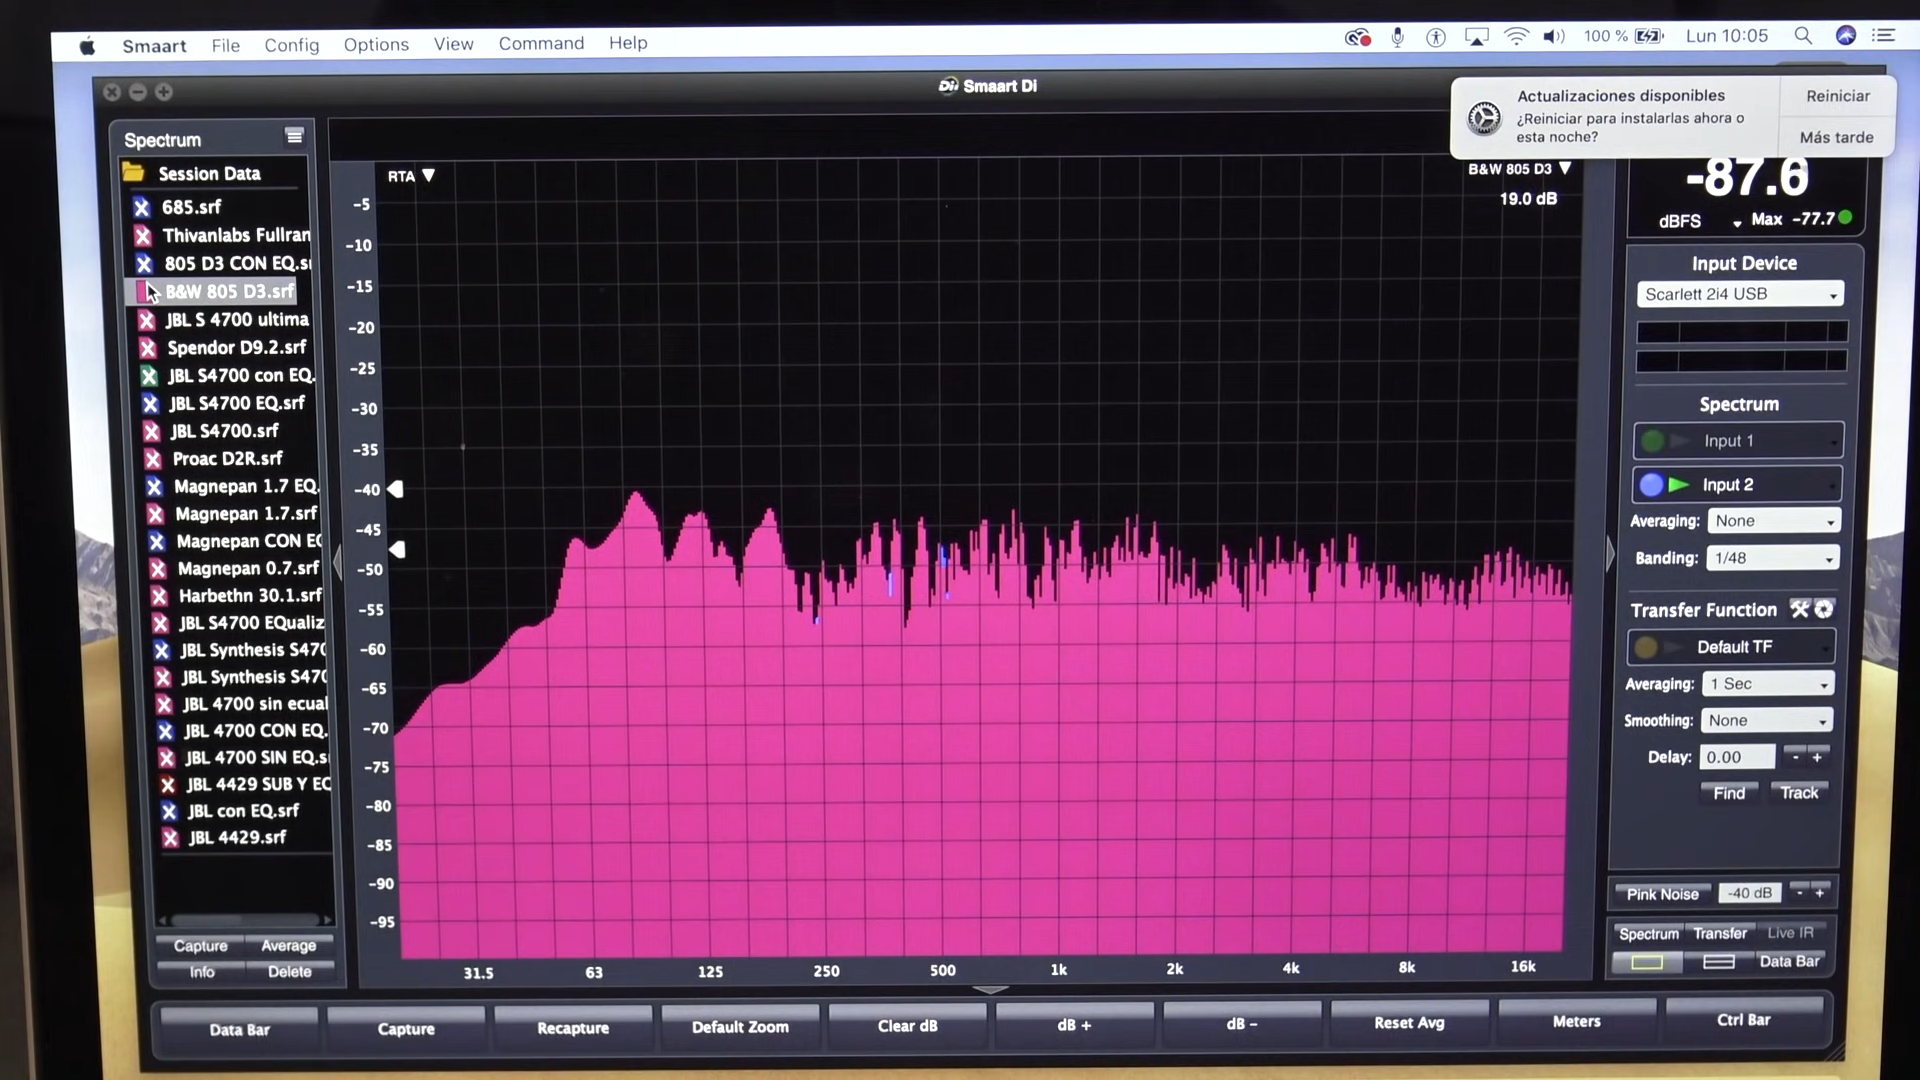 Smaart File Config Options View Command Help 100 % Lun 10:05
Di Smaart Di
Actualizaciones disponibles
¿Reiniciar para instalarlas ahora o
esta noche?
Reiniciar
Más tarde
Spectrum
Session Data
685.srf
Thivanlabs Fullran
805 D3 CON EQ.s
B&W 805 D3.srf
JBL S 4700 ultima
Spendor D9.2.srf
JBL S4700 con EQ.
JBL S4700 EQ.srf
JBL S4700.srf
Proac D2R.srf
Magnepan 1.7 EQ.
Magnepan 1.7.srf
Magnepan CON EQ
Magnepan 0.7.srf
Harbethn 30.1.srf
JBL S4700 EQualiz
JBL Synthesis S470
JBL Synthesis S470
JBL 4700 sin ecual
JBL 4700 CON EQ.
JBL 4700 SIN EQ.s
JBL 4429 SUB Y EQ
JBL con EQ.srf
JBL 4429.srf
Capture Average
Info Delete
RTA
B&W 805 D3
19.0 dB
-5
-10
-15
-20
-25
-30
-35
-40
-45
-50
-55
-60
-65
-70
-75
-80
-85
-90
-95
31.5 63 125 250 500 1k 2k 4k 8k 16k
-87.6
dBFS Max -77.7
Input Device
Scarlett 2i4 USB
Spectrum
Input 1
Input 2
Averaging: None
Banding: 1/48
Transfer Function
Default TF
Averaging: 1 Sec
Smoothing: None
Delay: 0.00 - +
Find Track
Pink Noise -40 dB - +
Spectrum Transfer Live IR
Data Bar
Data Bar Capture Recapture Default Zoom Clear dB dB + dB - Reset Avg Meters Ctrl Bar